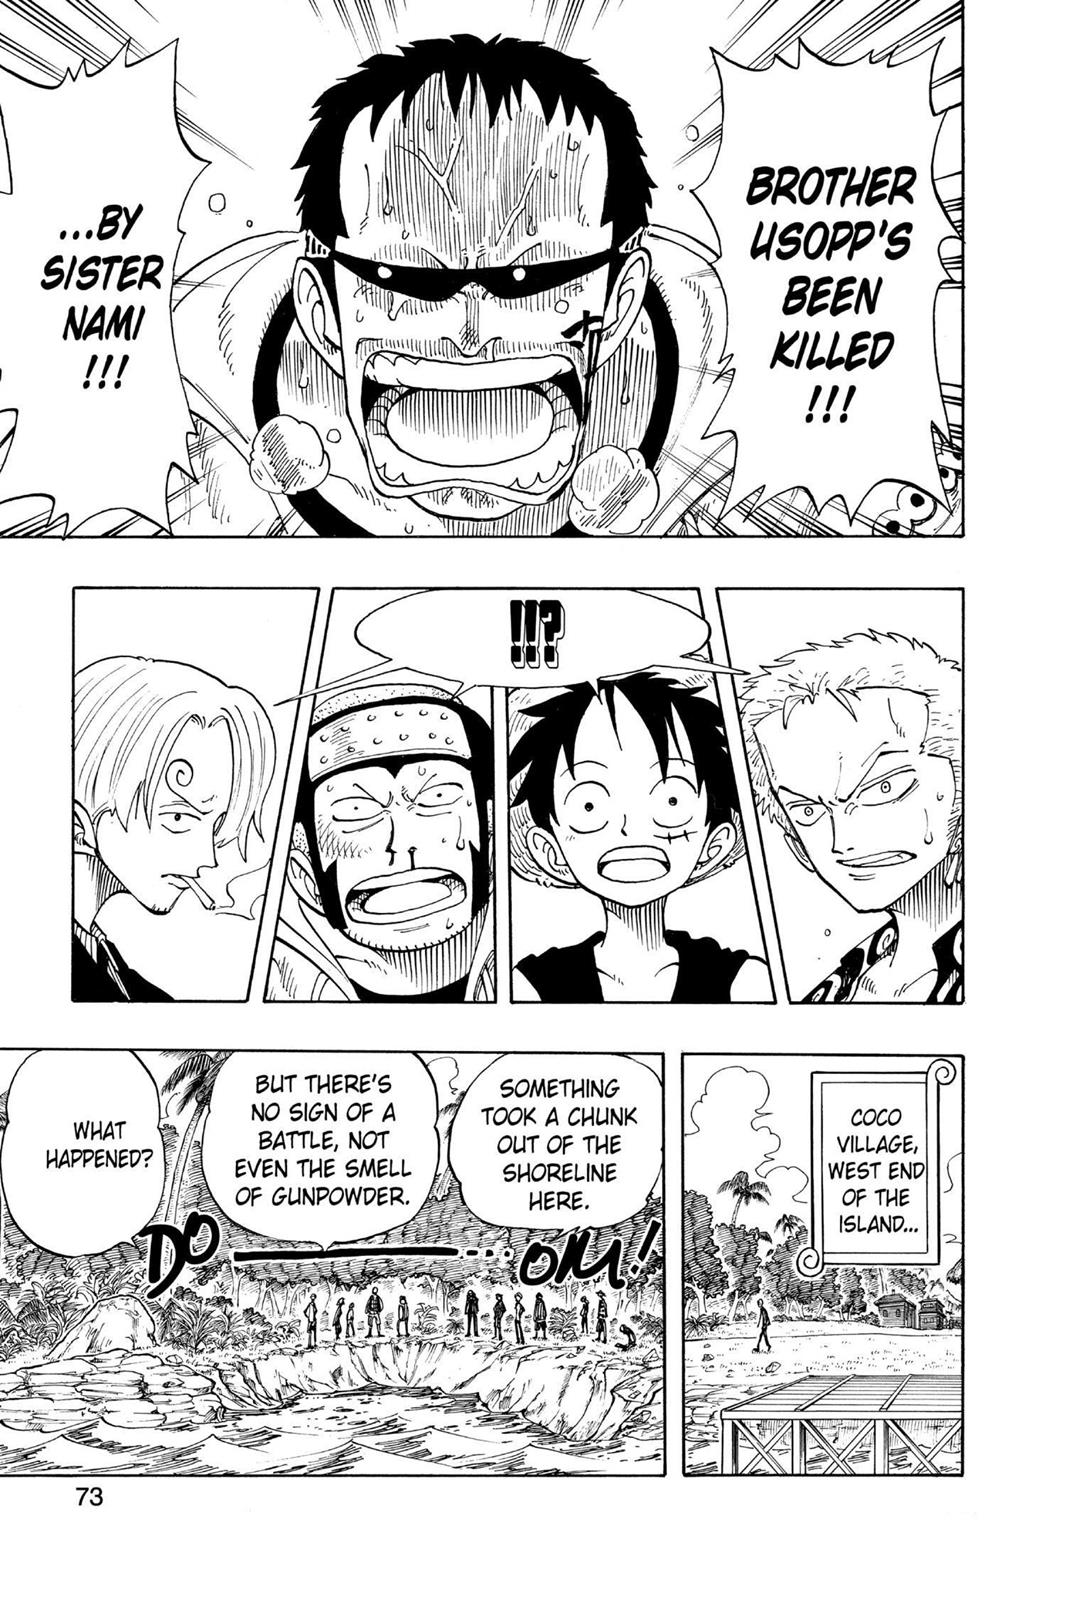 BROTHER
USOPP'S
BEEN
KILLED
!!!
...BY
SISTER
NAMI
!!!
!!?
COCO
VILLAGE,
WEST END
OF THE
ISLAND...
SOMETHING
TOOK A CHUNK
OUT OF THE
SHORELINE
HERE.
BUT THERE'S
NO SIGN OF A
BATTLE, NOT
EVEN THE SMELL
OF GUNPOWDER.
WHAT
HAPPENED?
DO—...OM!
73